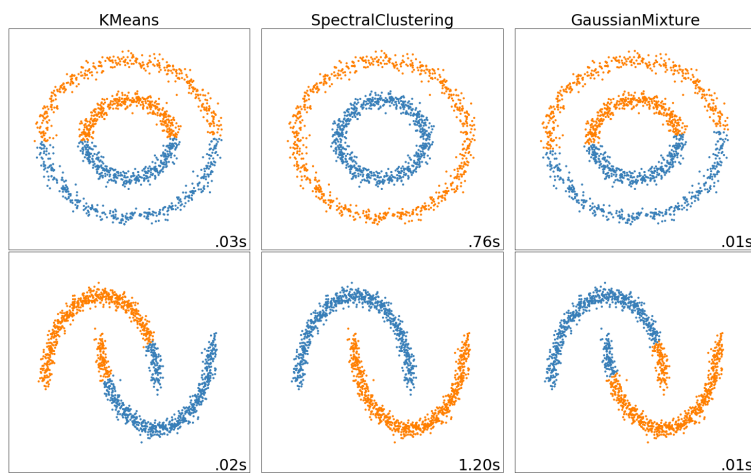 KMeans SpectralClustering GaussianMixture
.03s .76s .01s
.02s 1.20s .01s